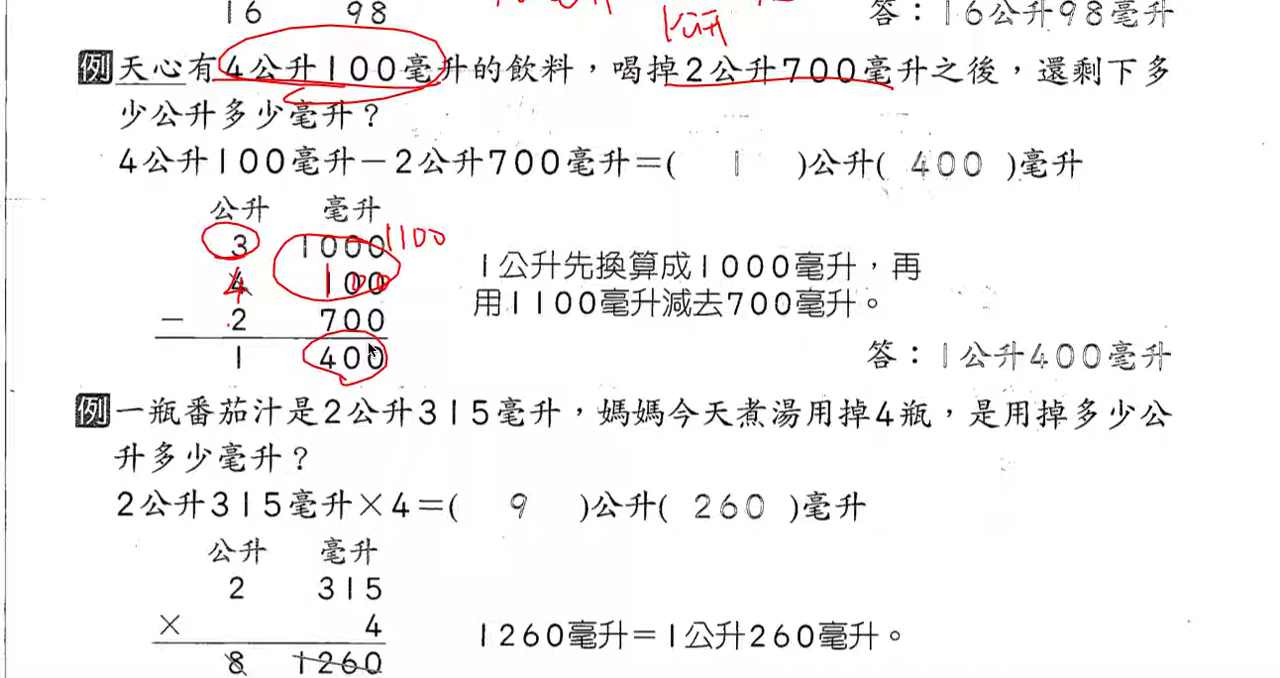 16 98
答：16公升98毫升
例 天心有4公升100毫升的飲料，喝掉2公升700毫升之後，還剩下多
少公升多少毫升？
4公升100毫升－2公升700毫升＝( 1 )公升( 400 )毫升
公升 毫升
3 1000 1100
4 100
－ 2 700
1 400
1公升先換算成1000毫升，再
用1100毫升減去700毫升。
答：1公升400毫升
例 一瓶番茄汁是2公升315毫升，媽媽今天煮湯用掉4瓶，是用掉多少公
升多少毫升？
2公升315毫升×4＝( 9 )公升( 260 )毫升
公升 毫升
2 315
× 4
8 1260
1260毫升＝1公升260毫升。